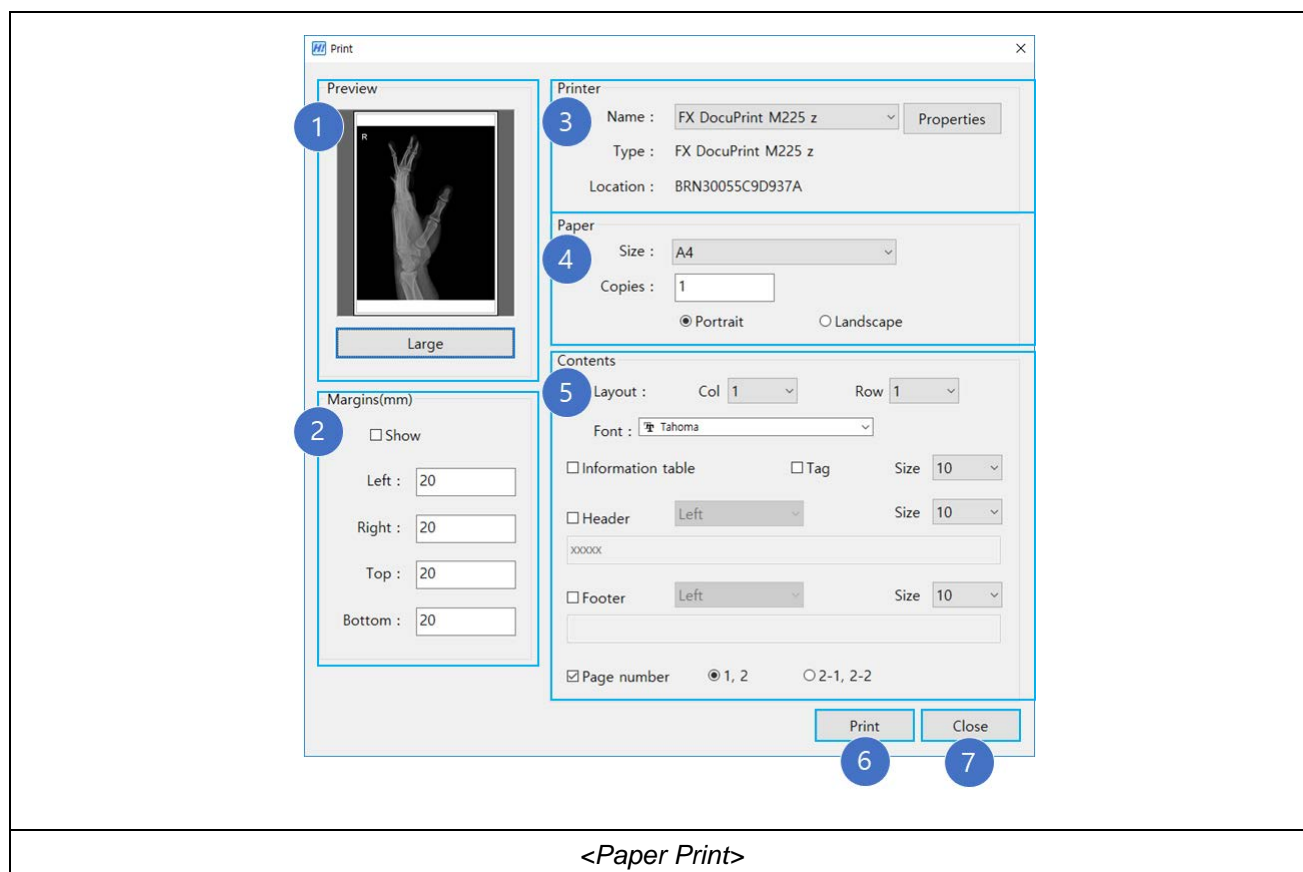 HI Print
Preview
1
R
Large
2
Margins(mm)
Show
Left : 20
Right : 20
Top : 20
Bottom : 20
Printer
3
Name : FX DocuPrint M225 z Properties
Type : FX DocuPrint M225 z
Location : BRN30055C9D937A
Paper
4
Size : A4
Copies : 1
Portrait Landscape
Contents
5
Layout : Col 1 Row 1
Font : Tahoma
Information table Tag Size 10
Header Left Size 10
xxxxx
Footer Left Size 10
Page number 1, 2 2-1, 2-2
Print Close
6 7
<Paper Print>